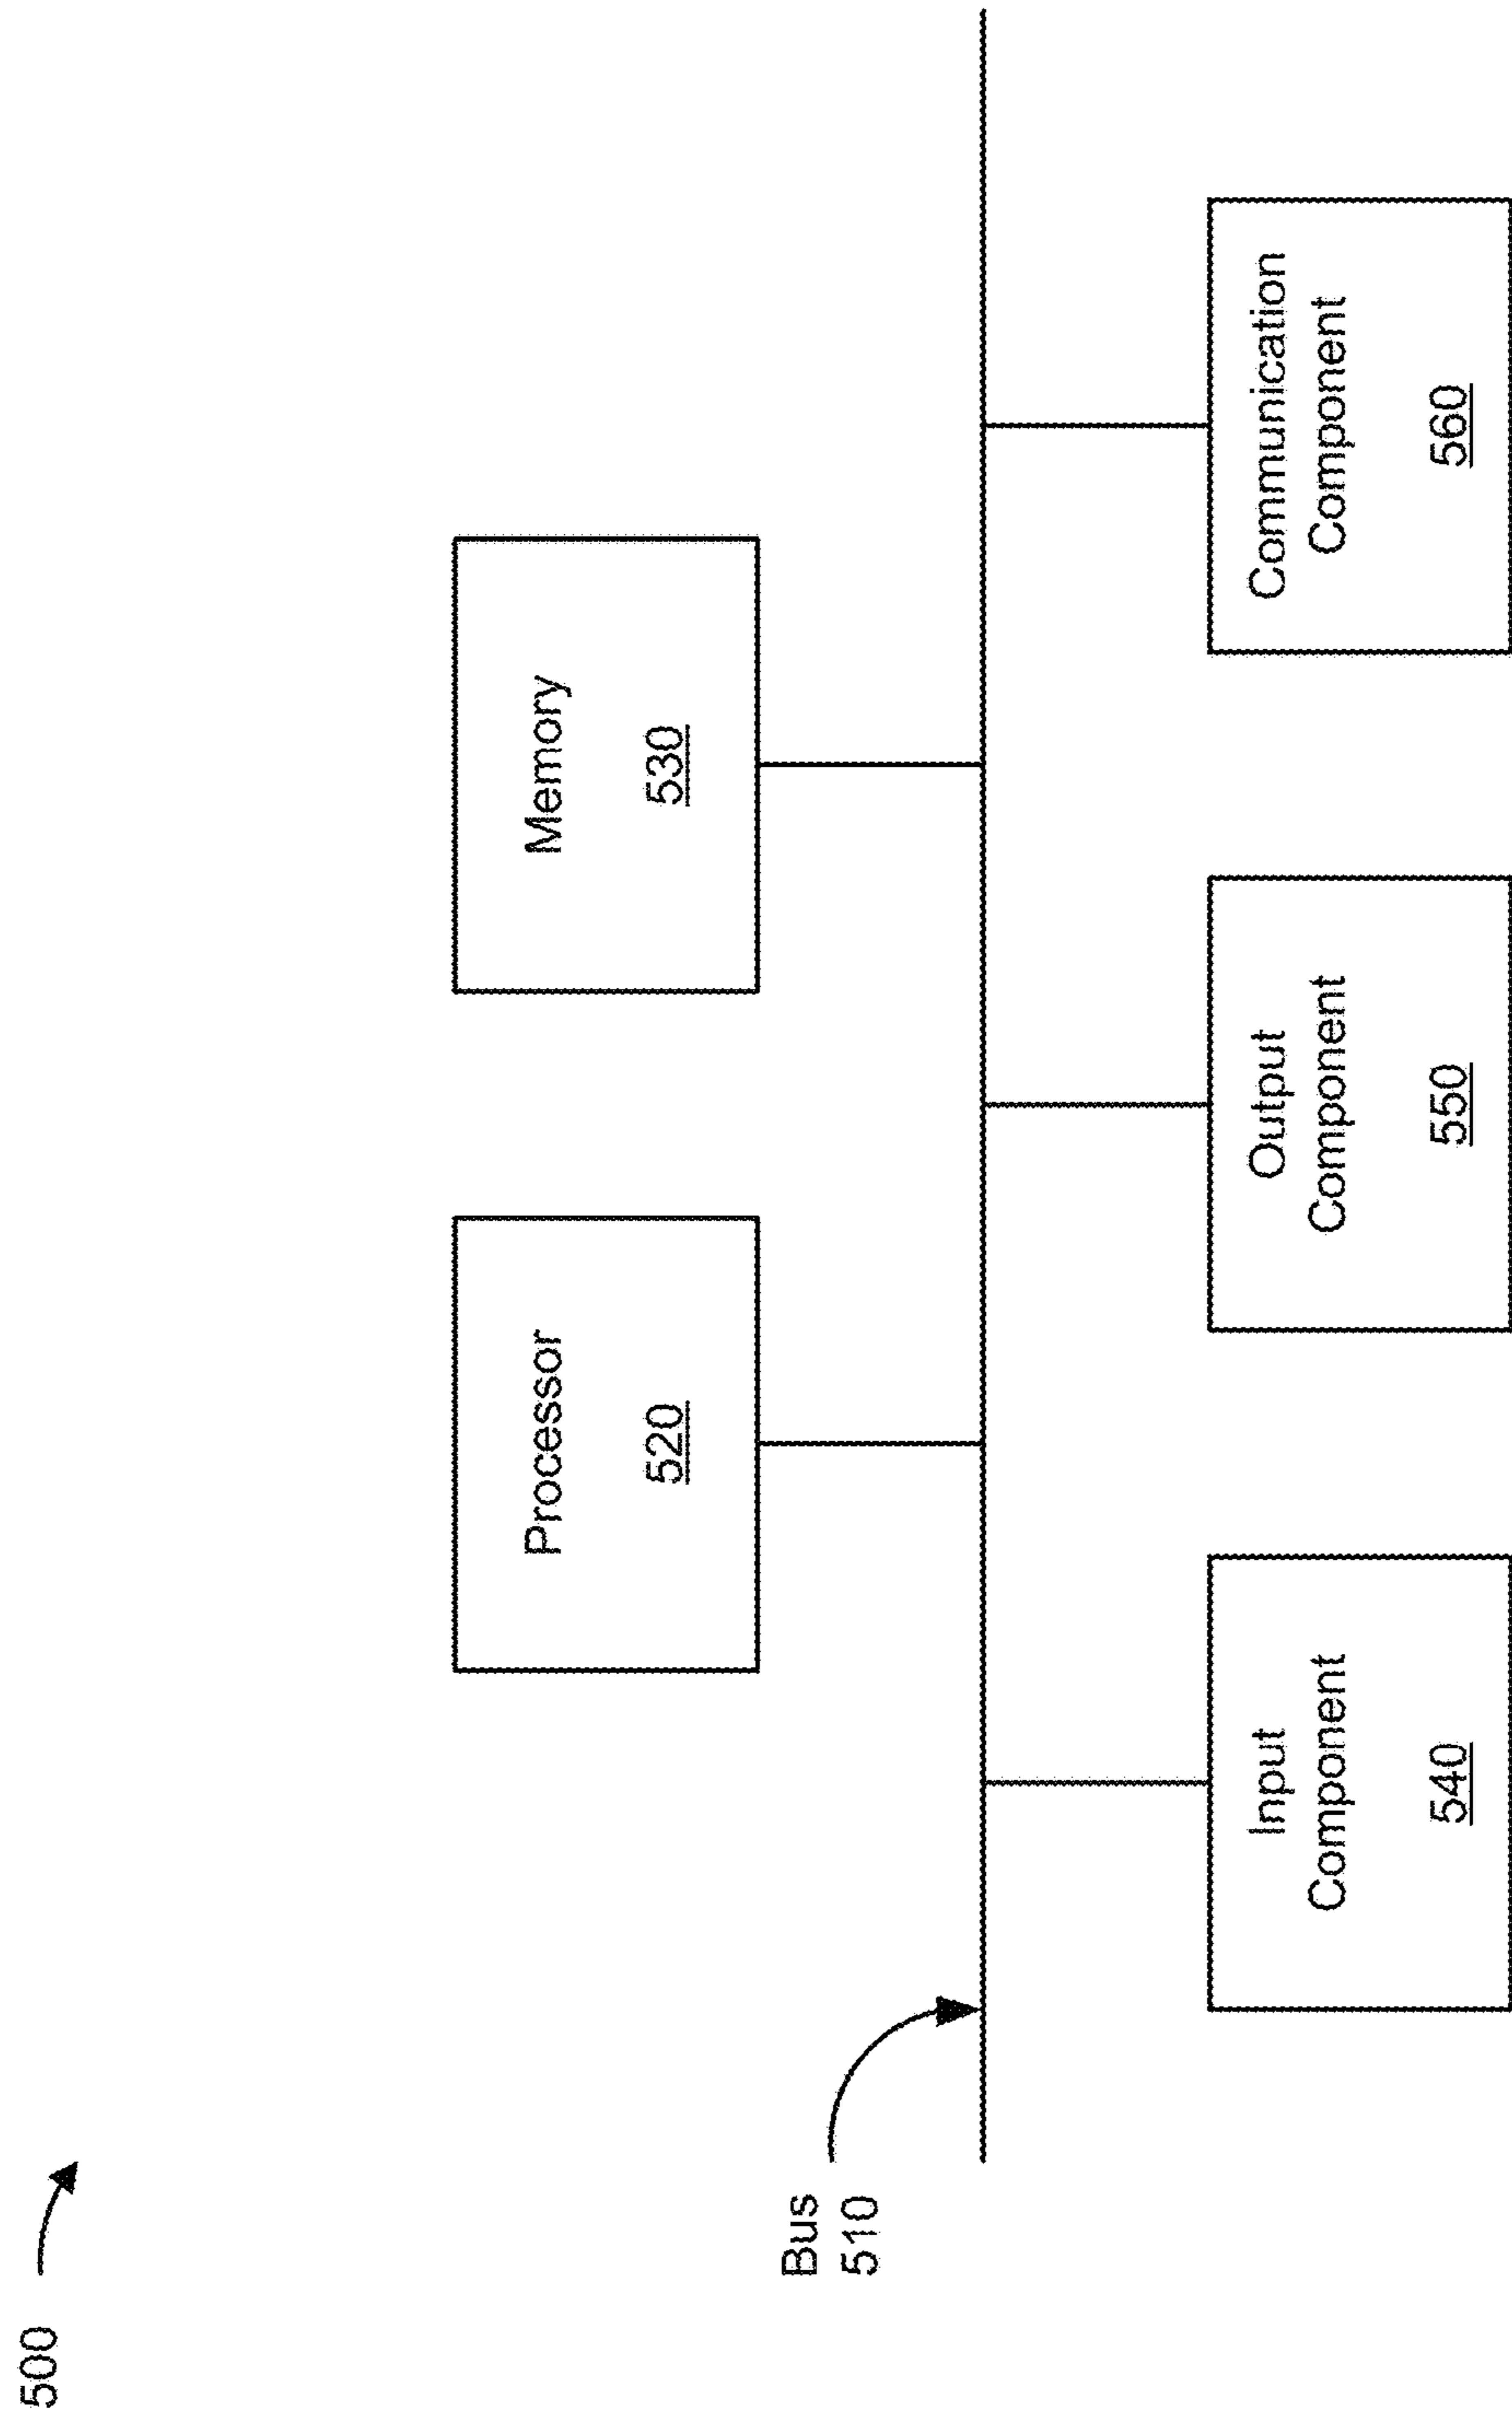 500
Processor
520
Memory
530
Bus
510
Input
Component
540
Output
Component
550
Communication
Component
560